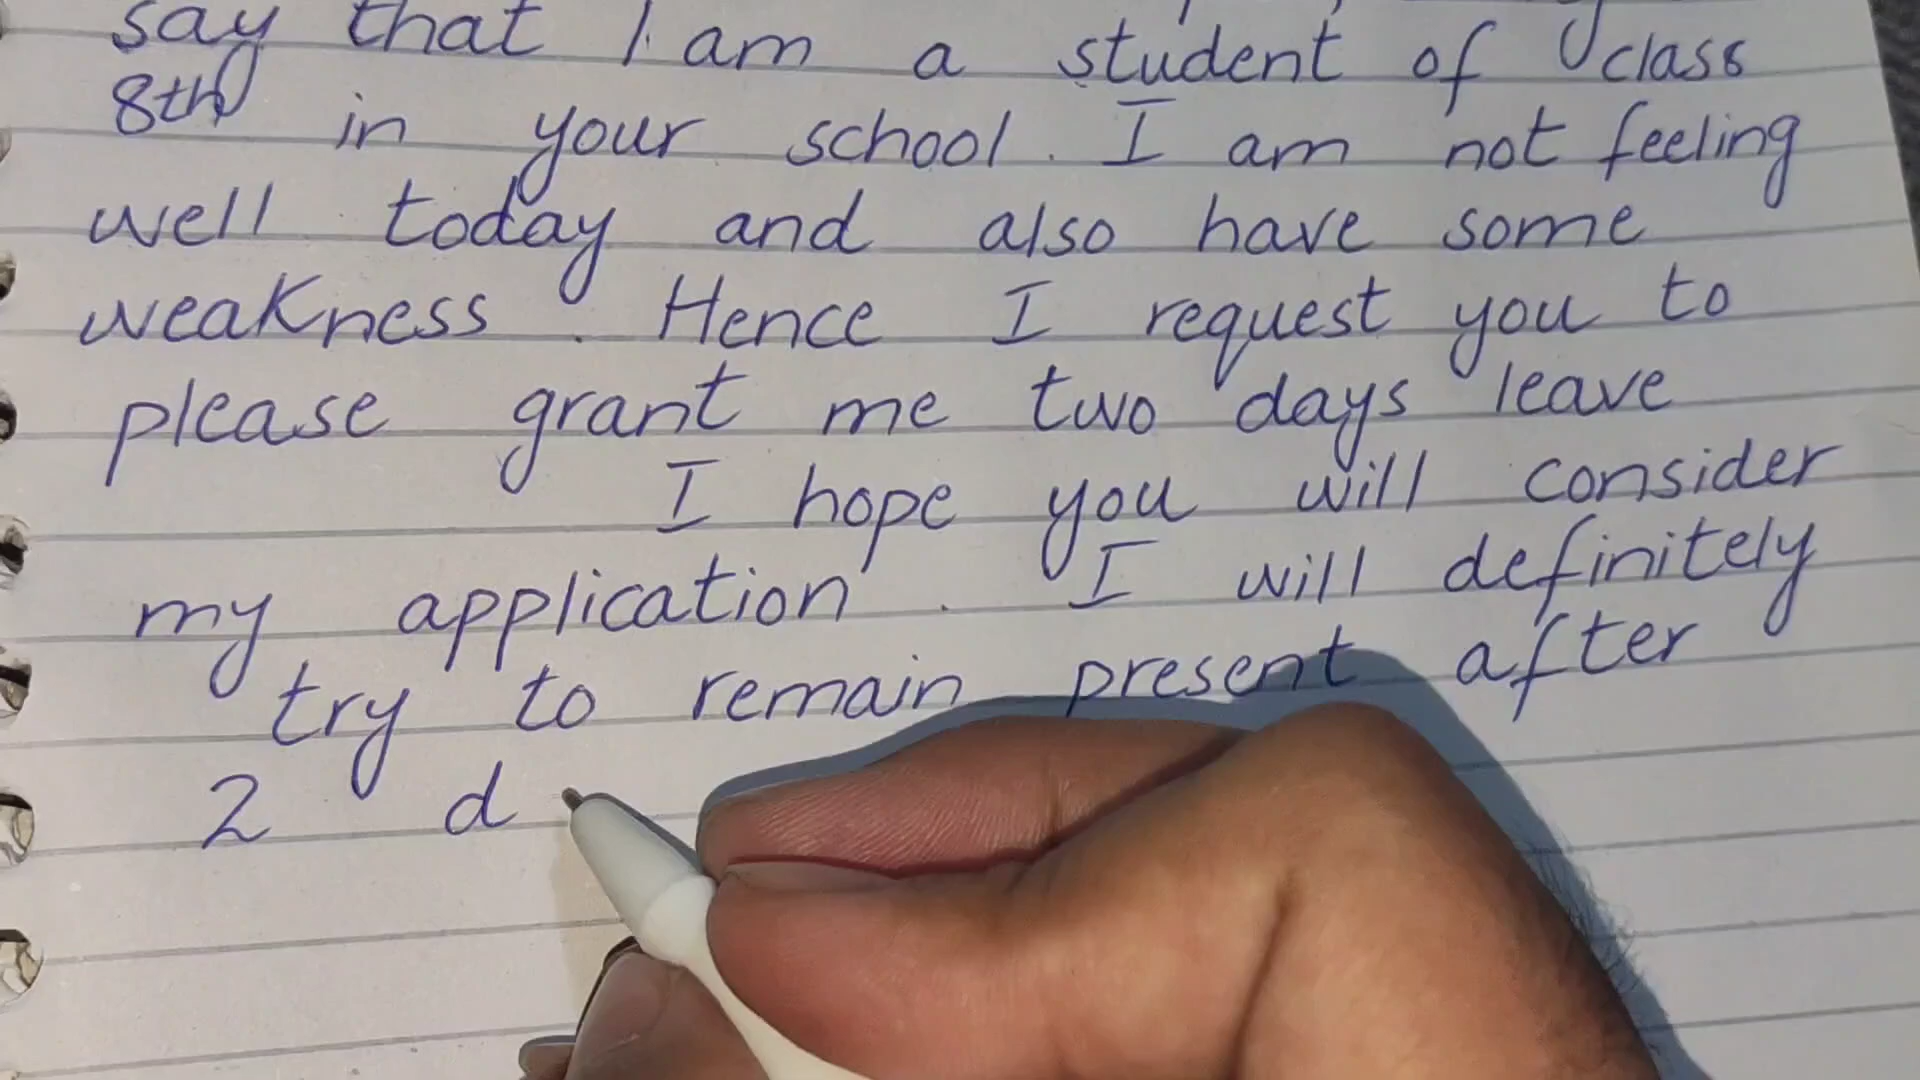 say that I am a student of class
8th in your school. I am not feeling
well today and also have some
weakness. Hence I request you to
please grant me two days leave
I hope you will consider
my application. I will definitely
try to remain present after
2 d